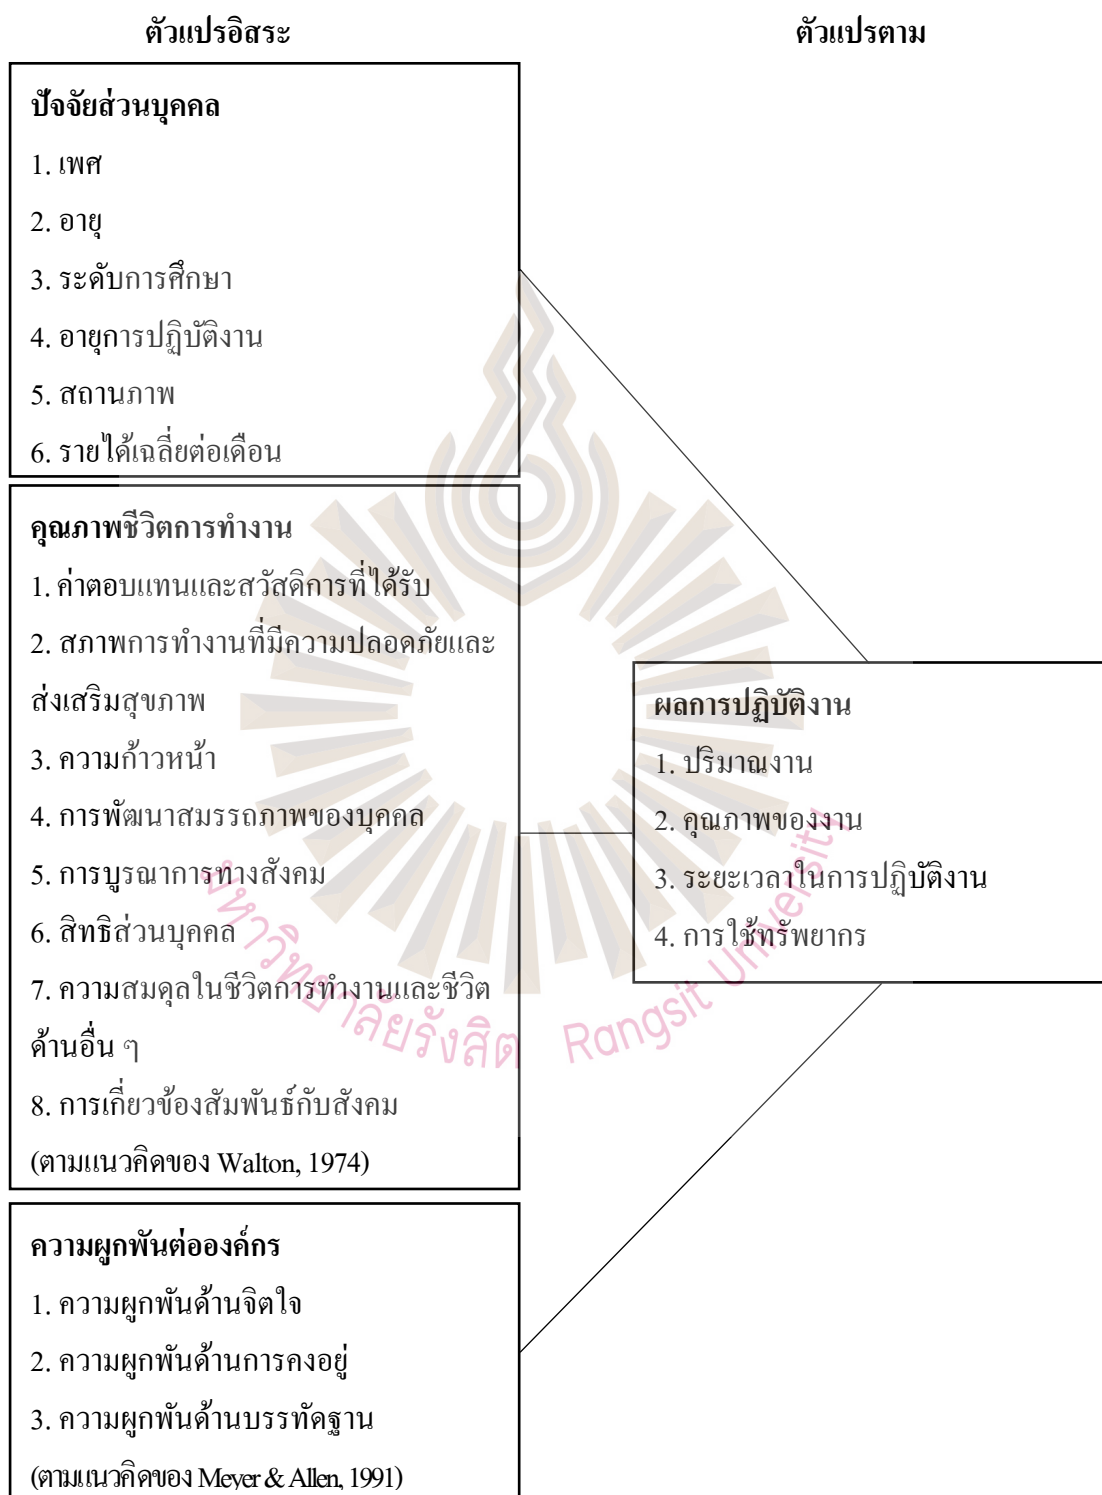 ตัวแปรอิสระ
ตัวแปรตาม
ปัจจัยส่วนบุคคล
1. เพศ
2. อายุ
3. ระดับการศึกษา
4. อายุการปฏิบัติงาน
5. สถานภาพ
6. รายได้เฉลี่ยต่อเดือน
คุณภาพชีวิตการทำงาน
1. ค่าตอบแทนและสวัสดิการที่ได้รับ
2. สภาพการทำงานที่มีความปลอดภัยและ
ส่งเสริมสุขภาพ
3. ความก้าวหน้า
4. การพัฒนาสมรรถภาพของบุคคล
5. การบูรณาการทางสังคม
6. สิทธิส่วนบุคคล
7. ความสมดุลในชีวิตการทำงานและชีวิต
ด้านอื่น ๆ
8. การเกี่ยวข้องสัมพันธ์กับสังคม
(ตามแนวคิดของ Walton, 1974)
ความผูกพันต่อองค์กร
1. ความผูกพันด้านจิตใจ
2. ความผูกพันด้านการคงอยู่
3. ความผูกพันด้านบรรทัดฐาน
(ตามแนวคิดของ Meyer & Allen, 1991)
ผลการปฏิบัติงาน
1. ปริมาณงาน
2. คุณภาพของงาน
3. ระยะเวลาในการปฏิบัติงาน
4. การใช้ทรัพยากร
มหาวิทยาลัยรังสิต Rangsit University